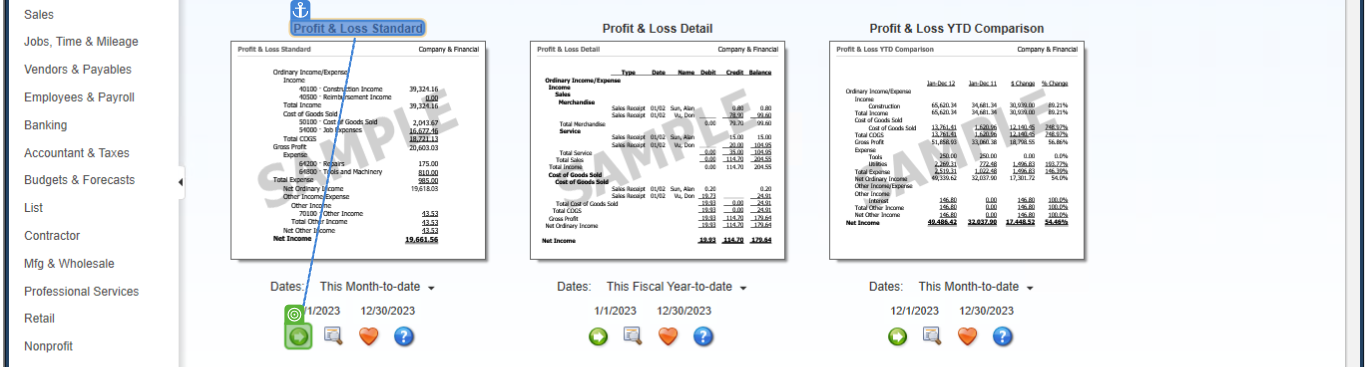 Sales
Jobs, Time & Mileage
Vendors & Payables
Employees & Payroll
Banking
Accountant & Taxes
Budgets & Forecasts
List
Contractor
Mfg & Wholesale
Professional Services
Retail
Nonprofit
Profit & Loss Standard
Profit & Loss Standard Company & Financial
Ordinary Income/Expense
Income
40100 · Construction Income 39,324.16
40500 · Reimbursement Income 0.00
Total Income 39,324.16
Cost of Goods Sold
50100 · Cost of Goods Sold 2,043.67
54000 · Job Expenses 16,677.46
Total COGS 18,721.13
Gross Profit 20,603.03
Expense
64200 · Repairs 175.00
64800 · Tools and Machinery 810.00
Total Expense 985.00
Net Ordinary Income 19,618.03
Other Income/Expense
Other Income
70100 · Other Income 43.53
Total Other Income 43.53
Net Other Income 43.53
Net Income 19,661.56
SAMPLE
Dates: This Month-to-date
/1/2023 12/30/2023
Profit & Loss Detail
Profit & Loss Detail Company & Financial
Type Date Name Debit Credit Balance
Ordinary Income/Expense
Income
Sales
Merchandise
Sales Receipt 01/02 Sun, Alan 0.80 0.80
Sales Receipt 01/02 Vu, Don 78.90 99.60
Total Merchandise 0.00 79.70 99.60
Service
Sales Receipt 01/02 Sun, Alan 15.00 15.00
Sales Receipt 01/02 Vu, Don 20.00 104.95
Total Service 0.00 35.00 104.95
Total Sales 0.00 114.70 204.55
Total Income 0.00 114.70 204.55
Cost of Goods Sold
Cost of Goods Sold
Sales Receipt 01/02 Sun, Alan 0.20 0.20
Sales Receipt 01/02 Vu, Don 19.73 24.91
Total Cost of Goods Sold 19.93 0.00 24.91
Total COGS 19.93 0.00 24.91
Gross Profit 19.93 114.70 179.64
Net Ordinary Income 19.93 114.70 179.64
Net Income 19.93 114.70 179.64
SAMPLE
Dates: This Fiscal Year-to-date
1/1/2023 12/30/2023
Profit & Loss YTD Comparison
Profit & Loss YTD Comparison Company & Financial
Jan-Dec 12 Jan-Dec 11 $ Change % Change
Ordinary Income/Expense
Income
Construction 65,620.34 34,681.34 30,939.00 89.21%
Total Income 65,620.34 34,681.34 30,939.00 89.21%
Cost of Goods Sold
Cost of Goods Sold 13,761.41 1,620.96 12,140.45 748.97%
Total COGS 13,761.41 1,620.96 12,140.45 748.97%
Gross Profit 51,858.93 33,060.38 18,798.55 56.86%
Expense
Tools 250.00 250.00 0.00 0.0%
Utilities 2,269.31 772.48 1,496.83 193.77%
Total Expense 2,519.31 1,022.48 1,496.83 146.39%
Net Ordinary Income 49,339.62 32,037.90 17,301.72 54.0%
Other Income/Expense
Other Income
Interest 146.80 0.00 146.80 100.0%
Total Other Income 146.80 0.00 146.80 100.0%
Net Other Income 146.80 0.00 146.80 100.0%
Net Income 49,486.42 32,037.90 17,448.52 54.46%
SAMPLE
Dates: This Month-to-date
12/1/2023 12/30/2023